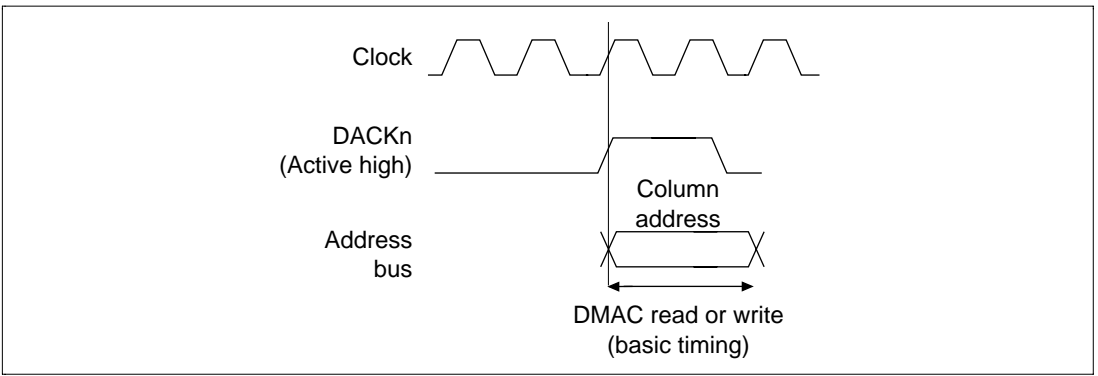 Clock
DACKn
(Active high)
Column
address
Address
bus
DMAC read or write
(basic timing)